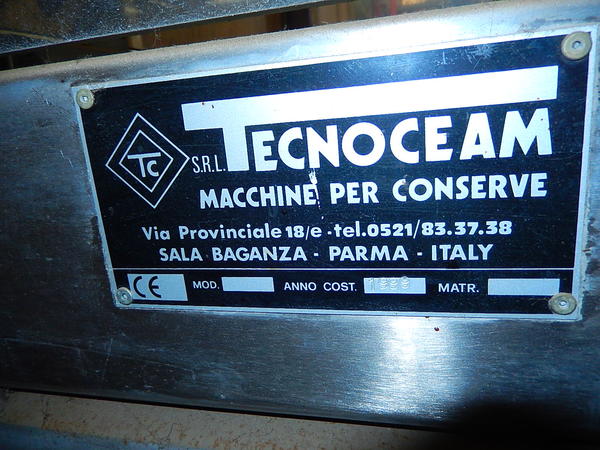 TC S.R.L. TECNOCEAM
MACCHINE PER CONSERVE
Via Provinciale 18/e - tel.0521/83.37.38
SALA BAGANZA - PARMA - ITALY
CE MOD. ANNO COST. 1999 MATR.